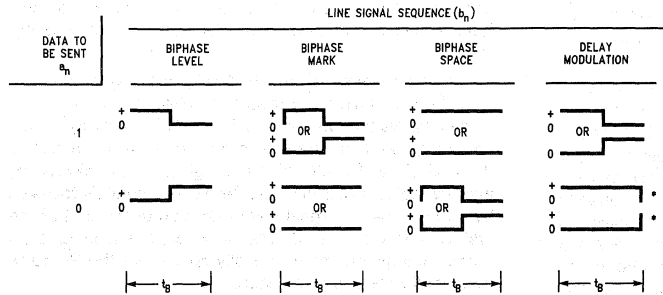 LINE SIGNAL SEQUENCE (bn)
DATA TO
BE SENT
an
BIPHASE
LEVEL
BIPHASE
MARK
BIPHASE
SPACE
DELAY
MODULATION
1
+
0
+
0
OR
+
0
+
0
OR
+
0
+
0
OR
+
0
0
+
0
+
0
OR
+
0
+
0
OR
+
0
+
0
*
+
0
*
tB
tB
tB
tB